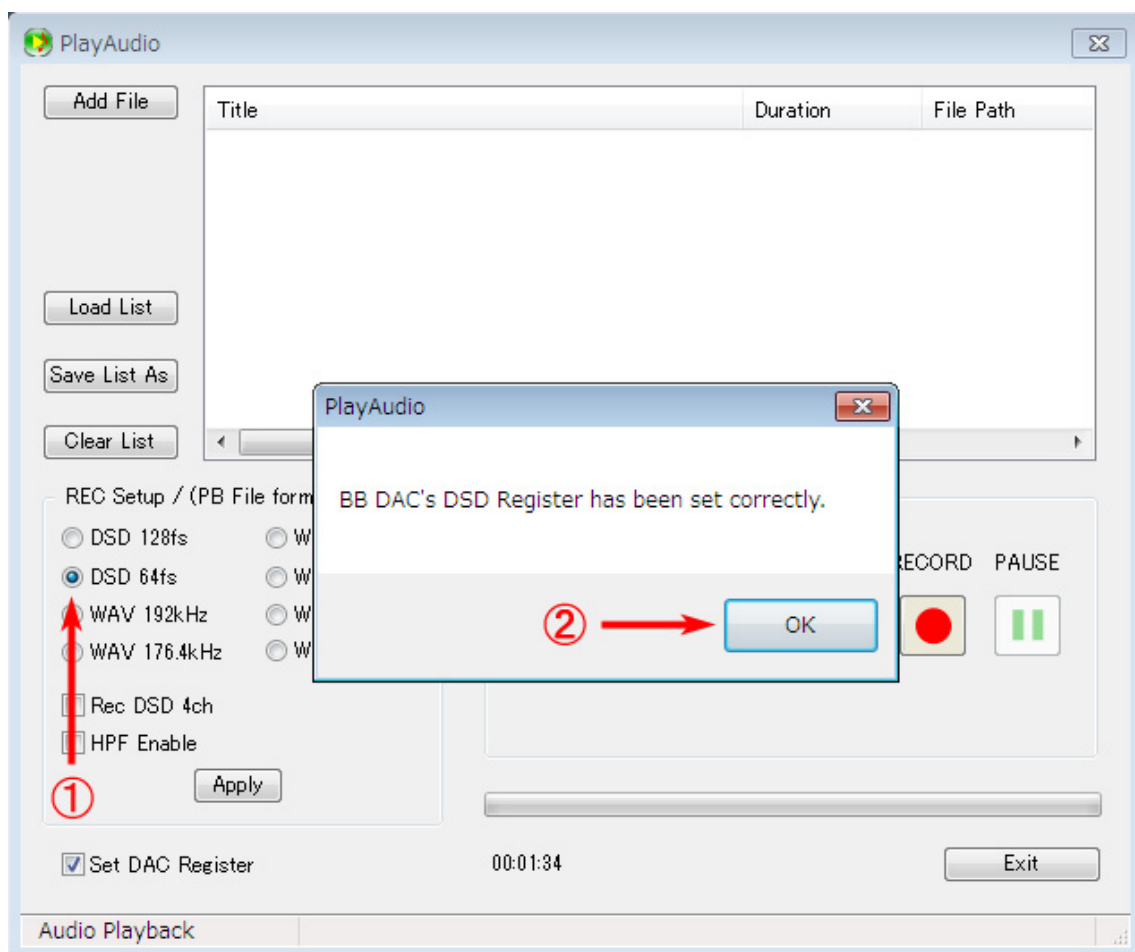 PlayAudio
Add File
Title Duration File Path
Load List
Save List As
Clear List
PlayAudio
BB DAC's DSD Register has been set correctly.
② OK
REC Setup / (PB File form
DSD 128fs W
DSD 64fs W
WAV 192kHz W
WAV 176.4kHz W
Rec DSD 4ch
HPF Enable
① Apply
ECORD PAUSE
Set DAC Register 00:01:34 Exit
Audio Playback